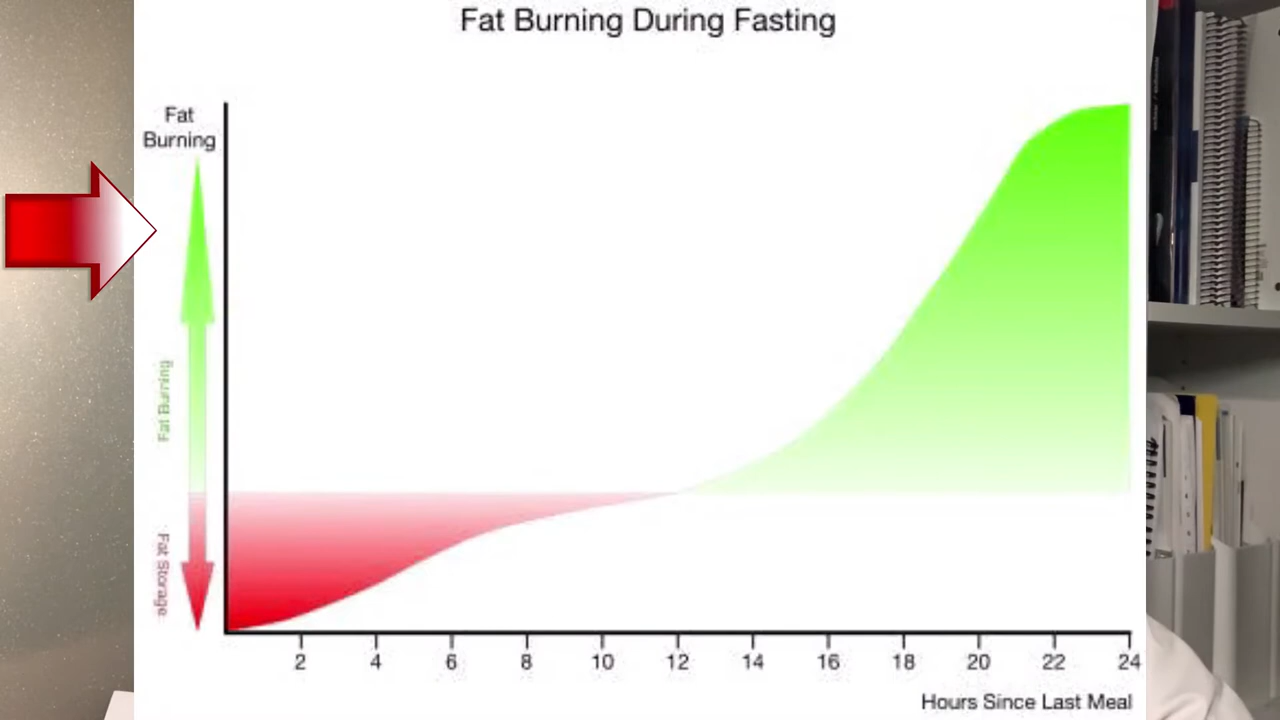 Fat Burning During Fasting
Fat
Burning
Fat Burning
Fat Storage
2 4 6 8 10 12 14 16 18 20 22 24
Hours Since Last Meal